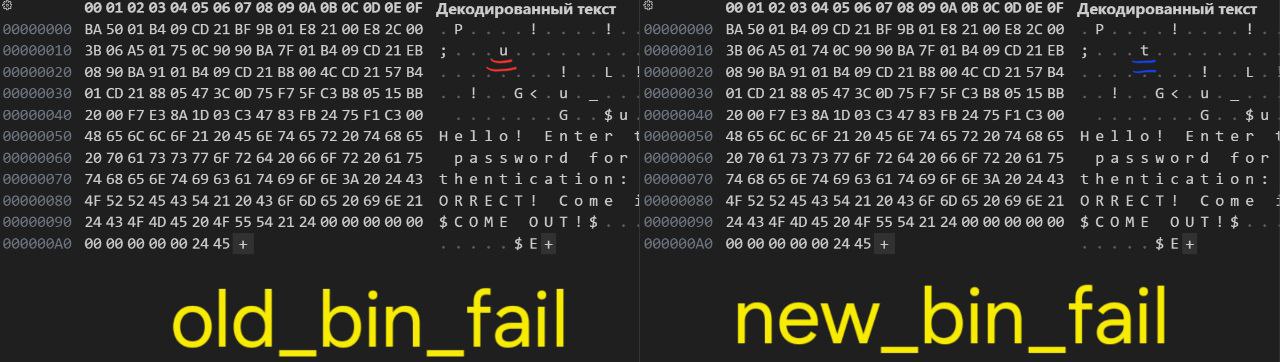 00 01 02 03 04 05 06 07 08 09 0A 0B 0C 0D 0E 0F Декодированный текст
00000000 BA 50 01 B4 09 CD 21 BF 9B 01 E8 21 00 E8 2C 00 . P . . . . ! . . . . ! . .
00000010 3B 06 A5 01 75 0C 90 90 BA 7F 01 B4 09 CD 21 EB ; . . . u . . . . . . . . .
00000020 08 90 BA 91 01 B4 09 CD 21 B8 00 4C CD 21 57 B4 . . . . . . . . ! . . L . !
00000030 01 CD 21 88 05 47 3C 0D 75 F7 5F C3 B8 05 15 BB . . ! . . G < . u . _ . . .
00000040 20 00 F7 E3 8A 1D 03 C3 47 83 FB 24 75 F1 C3 00 . . . . . . . . G . . $ u
00000050 48 65 6C 6C 6F 21 20 45 6E 74 65 72 20 74 68 65 Hello! Enter t
00000060 20 70 61 73 73 77 6F 72 64 20 66 6F 72 20 61 75 password for
00000070 74 68 65 6E 74 69 63 61 74 69 6F 6E 3A 20 24 43 thentication:
00000080 4F 52 52 45 43 54 21 20 43 6F 6D 65 20 69 6E 21 ORRECT! Come i
00000090 24 43 4F 4D 45 20 4F 55 54 21 24 00 00 00 00 00 $COME OUT!$ . . .
000000A0 00 00 00 00 00 24 45 + . . . . . $ E +
old_bin_fail
00 01 02 03 04 05 06 07 08 09 0A 0B 0C 0D 0E 0F Декодированный текст
00000000 BA 50 01 B4 09 CD 21 BF 9B 01 E8 21 00 E8 2C 00 . P . . . . ! . . . . ! . .
00000010 3B 06 A5 01 74 0C 90 90 BA 7F 01 B4 09 CD 21 EB ; . . . t . . . . . . . . .
00000020 08 90 BA 91 01 B4 09 CD 21 B8 00 4C CD 21 57 B4 . . . . . . . . ! . . L . !
00000030 01 CD 21 88 05 47 3C 0D 75 F7 5F C3 B8 05 15 BB . . ! . . G < . u . _ . . .
00000040 20 00 F7 E3 8A 1D 03 C3 47 83 FB 24 75 F1 C3 00 . . . . . . . . G . . $ u
00000050 48 65 6C 6C 6F 21 20 45 6E 74 65 72 20 74 68 65 Hello! Enter t
00000060 20 70 61 73 73 77 6F 72 64 20 66 6F 72 20 61 75 password for
00000070 74 68 65 6E 74 69 63 61 74 69 6F 6E 3A 20 24 43 thentication:
00000080 4F 52 52 45 43 54 21 20 43 6F 6D 65 20 69 6E 21 ORRECT! Come i
00000090 24 43 4F 4D 45 20 4F 55 54 21 24 00 00 00 00 00 $COME OUT!$ . . .
000000A0 00 00 00 00 00 24 45 + . . . . . $ E +
new_bin_fail